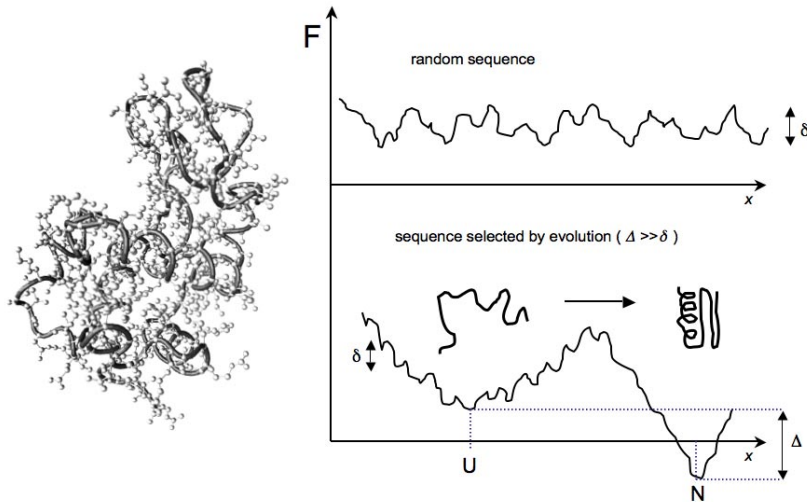 F
random sequence
δ
x
sequence selected by evolution ( Δ >>δ )
δ
Δ
x
U
N